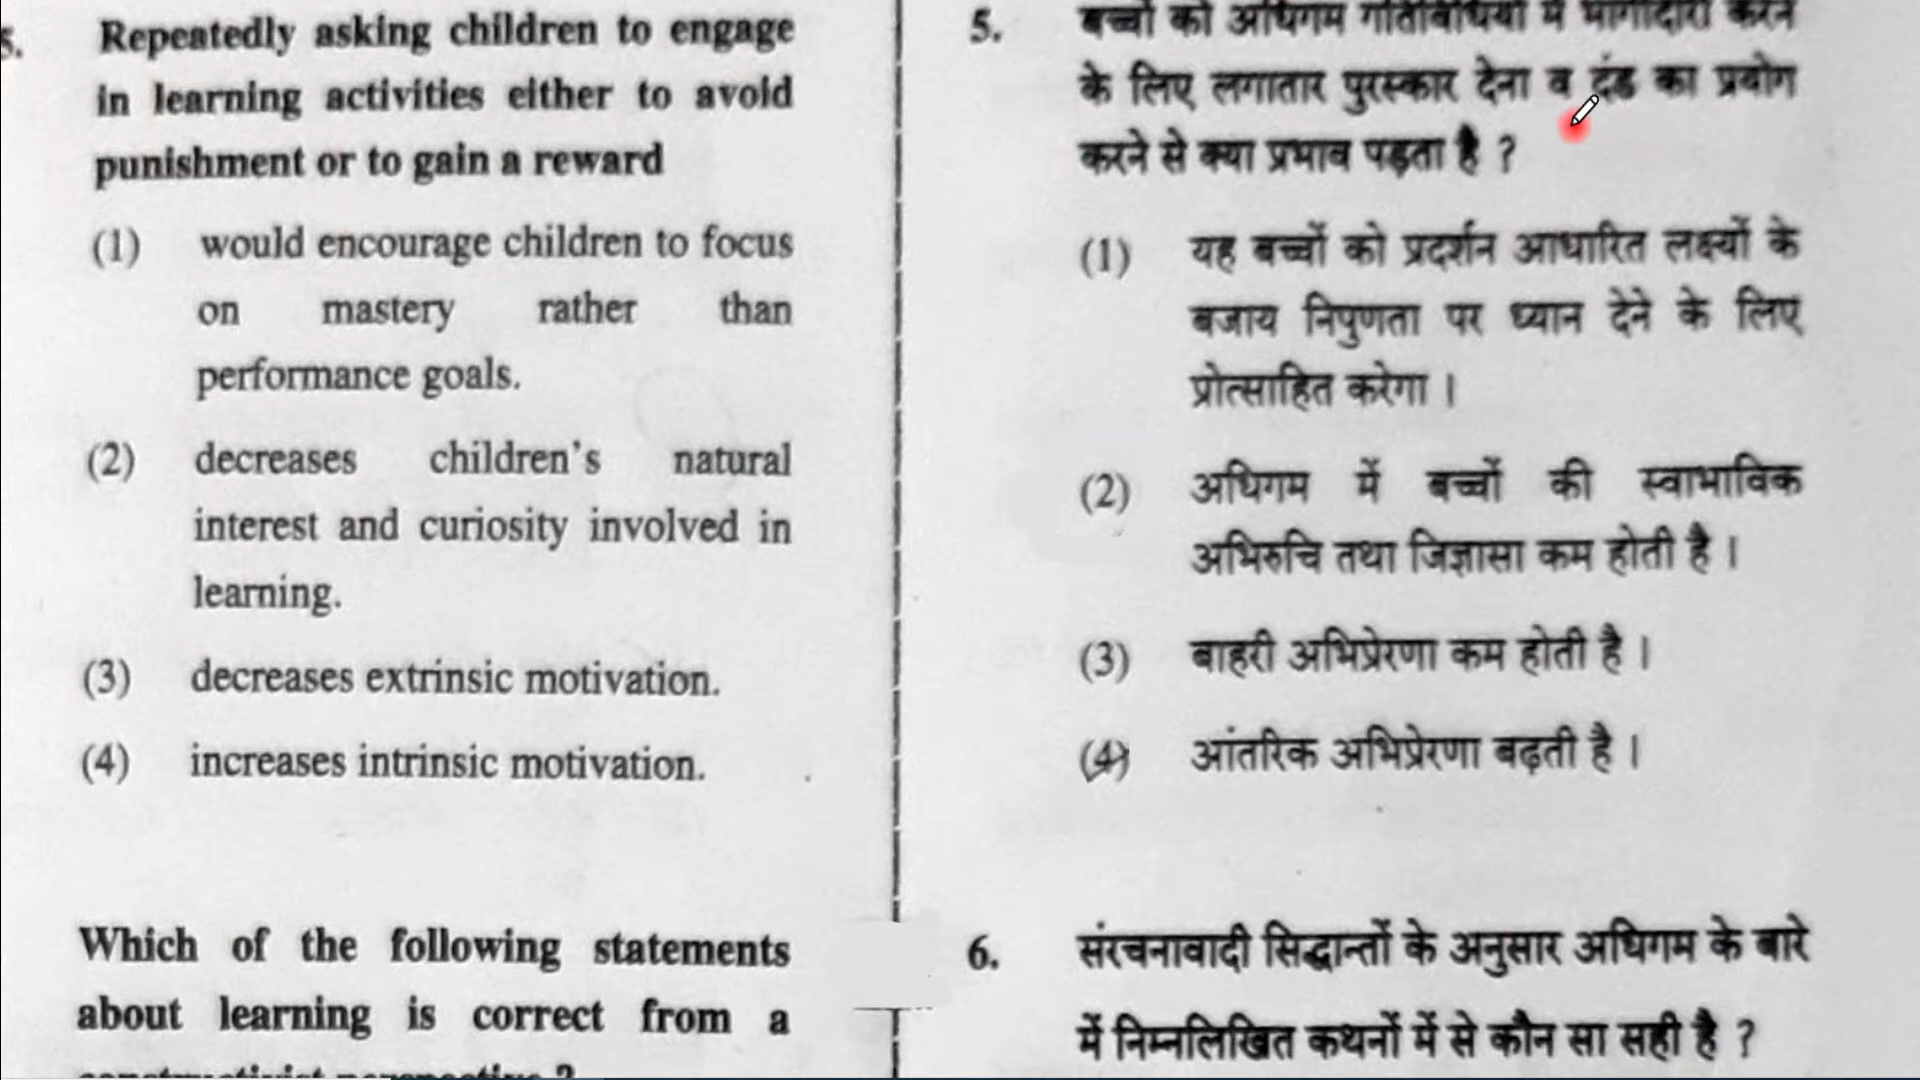 5.
Repeatedly asking children to engage
in learning activities either to avoid
punishment or to gain a reward
(1) would encourage children to focus
on mastery rather than
performance goals.
(2) decreases children's natural
interest and curiosity involved in
learning.
(3) decreases extrinsic motivation.
(4) increases intrinsic motivation.
Which of the following statements
about learning is correct from a
constructivist perspective ?
5. बच्चों को अधिगम गतिविधियों में भागीदारी करने
के लिए लगातार पुरस्कार देना व दंड का प्रयोग
करने से क्या प्रभाव पड़ता है ?
(1) यह बच्चों को प्रदर्शन आधारित लक्ष्यों के
बजाय निपुणता पर ध्यान देने के लिए
प्रोत्साहित करेगा ।
(2) अधिगम में बच्चों की स्वाभाविक
अभिरुचि तथा जिज्ञासा कम होती है ।
(3) बाहरी अभिप्रेरणा कम होती है ।
(4) आंतरिक अभिप्रेरणा बढ़ती है ।
6. संरचनावादी सिद्धान्तों के अनुसार अधिगम के बारे
में निम्नलिखित कथनों में से कौन सा सही है ?